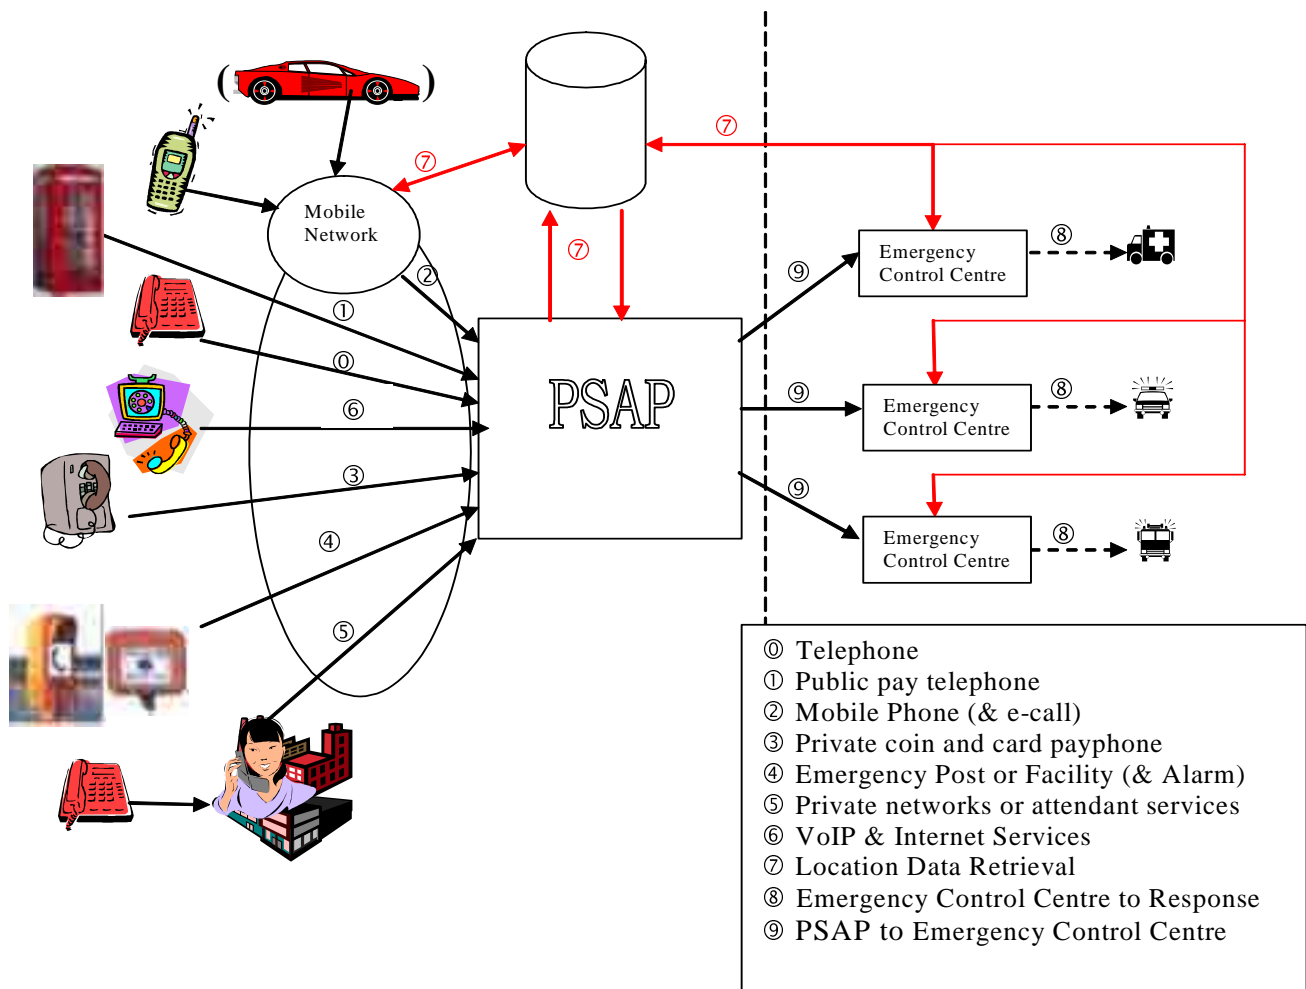 ( )
⑦
⑦
Mobile
Network
⑦
②
①
⓪
⑥
③
④
⑤
PSAP
⑨
⑨
⑨
Emergency
Control Centre
⑧
Emergency
Control Centre
⑧
Emergency
Control Centre
⑧
⓪ Telephone
① Public pay telephone
② Mobile Phone (& e-call)
③ Private coin and card payphone
④ Emergency Post or Facility (& Alarm)
⑤ Private networks or attendant services
⑥ VoIP & Internet Services
⑦ Location Data Retrieval
⑧ Emergency Control Centre to Response
⑨ PSAP to Emergency Control Centre